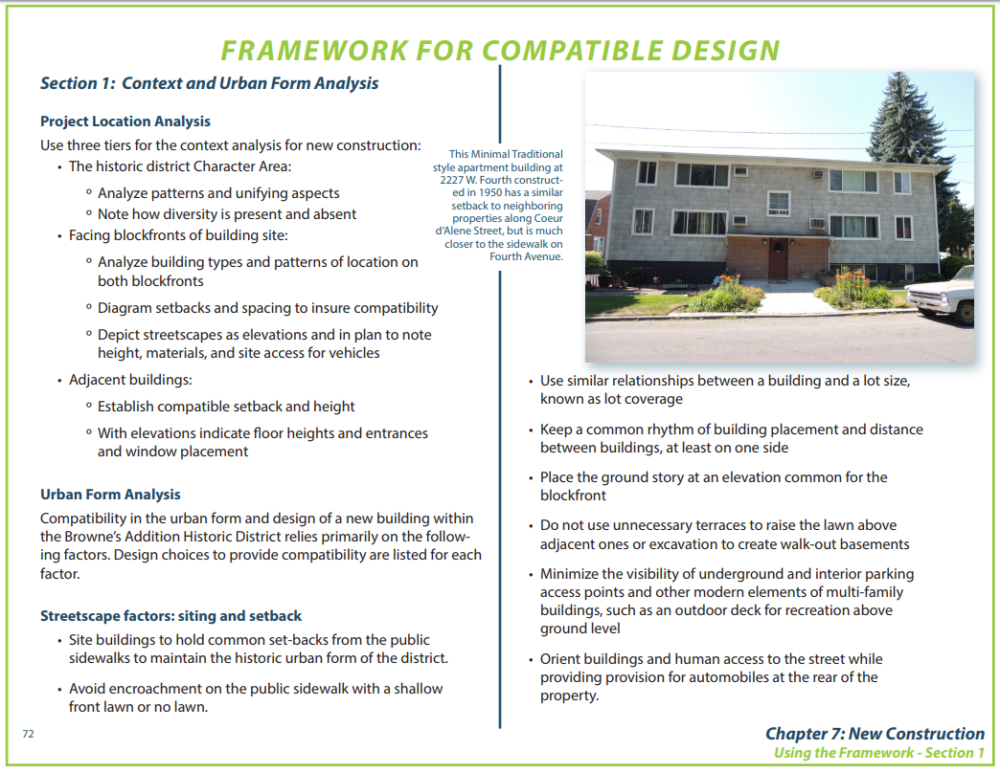 FRAMEWORK FOR COMPATIBLE DESIGN
Section 1:  Context and Urban Form Analysis
Project Location Analysis
Use three tiers for the context analysis for new construction:
• The historic district Character Area:
º Analyze patterns and unifying aspects
º Note how diversity is present and absent
• Facing blockfronts of building site:
º Analyze building types and patterns of location on
both blockfronts
º Diagram setbacks and spacing to insure compatibility
º Depict streetscapes as elevations and in plan to note
height, materials, and site access for vehicles
• Adjacent buildings:
º Establish compatible setback and height
º With elevations indicate floor heights and entrances
and window placement
Urban Form Analysis
Compatibility in the urban form and design of a new building within
the Browne's Addition Historic District relies primarily on the follow-
ing factors. Design choices to provide compatibility are listed for each
factor.
Streetscape factors: siting and setback
• Site buildings to hold common set-backs from the public
sidewalks to maintain the historic urban form of the district.
• Avoid encroachment on the public sidewalk with a shallow
front lawn or no lawn.
This Minimal Traditional
style apartment building at
2227 W. Fourth construct-
ed in 1950 has a similar
setback to neighboring
properties along Coeur
d'Alene Street, but is much
closer to the sidewalk on
Fourth Avenue.
• Use similar relationships between a building and a lot size,
known as lot coverage
• Keep a common rhythm of building placement and distance
between buildings, at least on one side
• Place the ground story at an elevation common for the
blockfront
• Do not use unnecessary terraces to raise the lawn above
adjacent ones or excavation to create walk-out basements
• Minimize the visibility of underground and interior parking
access points and other modern elements of multi-family
buildings, such as an outdoor deck for recreation above
ground level
• Orient buildings and human access to the street while
providing provision for automobiles at the rear of the
property.
72
Chapter 7: New Construction
Using the Framework - Section 1